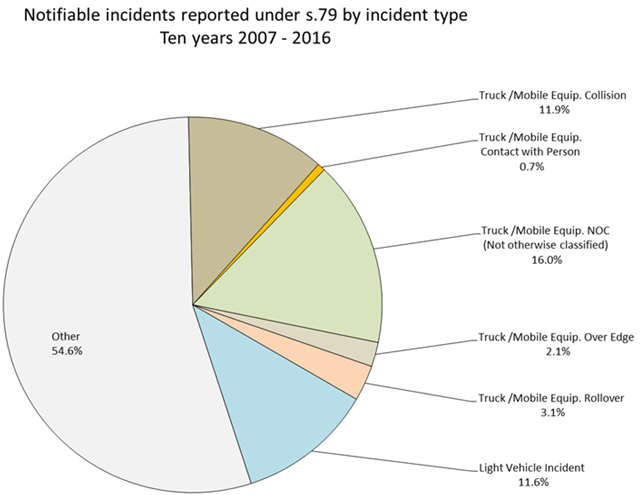 Notifiable incidents reported under s.79 by incident type
Ten years 2007 - 2016
Truck /Mobile Equip. Collision
11.9%
Truck /Mobile Equip.
Contact with Person
0.7%
Truck /Mobile Equip. NOC
(Not otherwise classified)
16.0%
Other
54.6%
Truck /Mobile Equip. Over Edge
2.1%
Truck /Mobile Equip. Rollover
3.1%
Light Vehicle Incident
11.6%